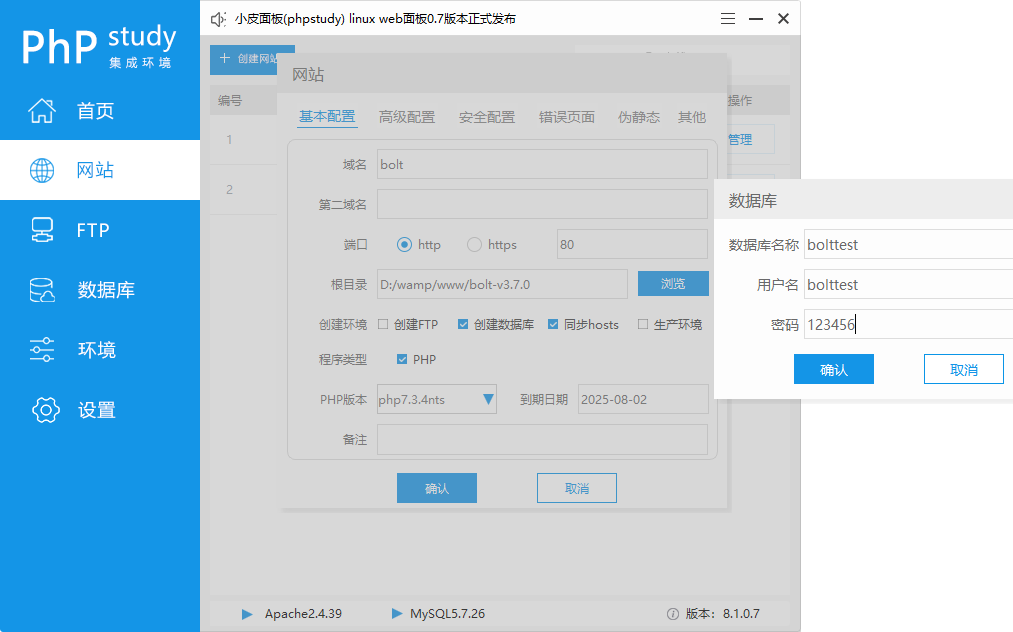 PhP study
集成环境
首页
网站
FTP
数据库
环境
设置
小皮面板(phpstudy) linux web面板0.7版本正式发布
创建网站
编号
操作
1
管理
2
网站
基本配置 高级配置 安全配置 错误页面 伪静态 其他
域名 bolt
第二域名
端口 http https 80
根目录 D:/wamp/www/bolt-v3.7.0 浏览
创建环境 创建FTP 创建数据库 同步hosts 生产环境
程序类型 PHP
PHP版本 php7.3.4nts 到期日期 2025-08-02
备注
确认 取消
数据库
数据库名称 bolttest
用户名 bolttest
密码 123456
确认 取消
Apache2.4.39 MySQL5.7.26 版本: 8.1.0.7